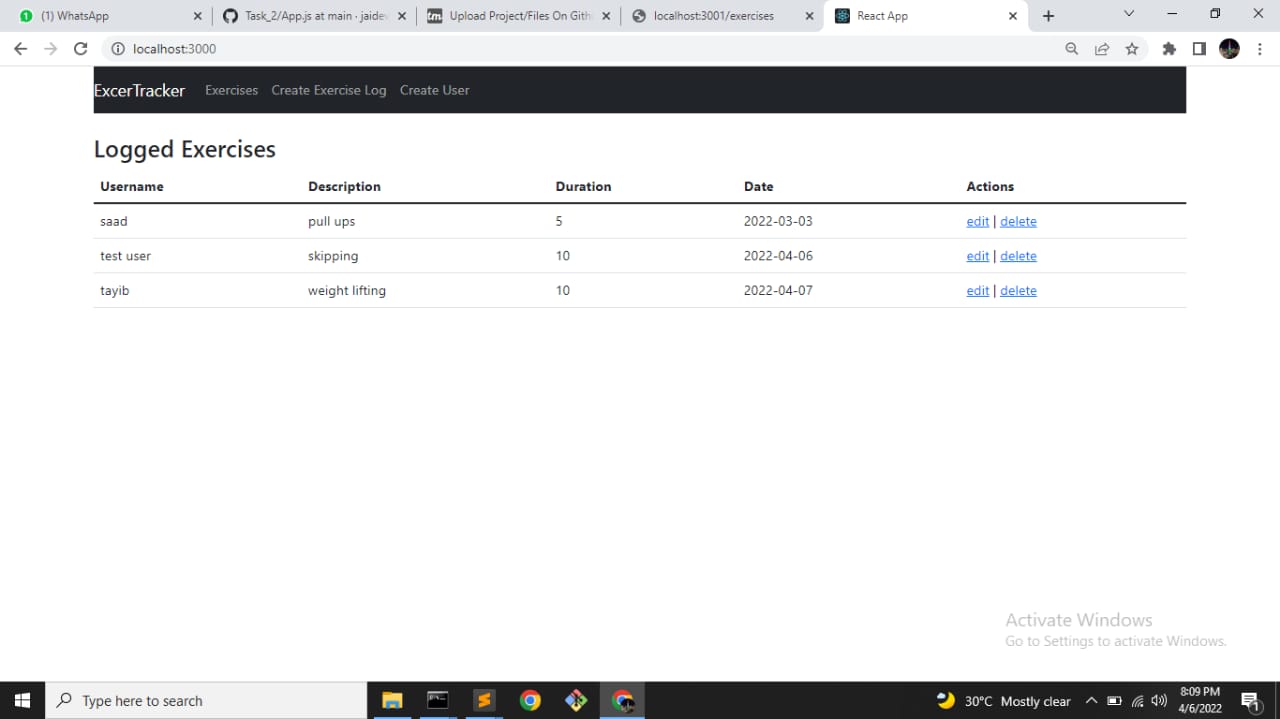 (1) WhatsApp
Task_2/App.js at main · jaide
Upload Project/Files On Gith
localhost:3001/exercises
React App
localhost:3000
ExcerTracker Exercises Create Exercise Log Create User
Logged Exercises
Username Description Duration Date Actions
saad pull ups 5 2022-03-03 edit | delete
test user skipping 10 2022-04-06 edit | delete
tayib weight lifting 10 2022-04-07 edit | delete
Activate Windows
Go to Settings to activate Windows.
Type here to search
30°C Mostly clear
8:09 PM
4/6/2022
1